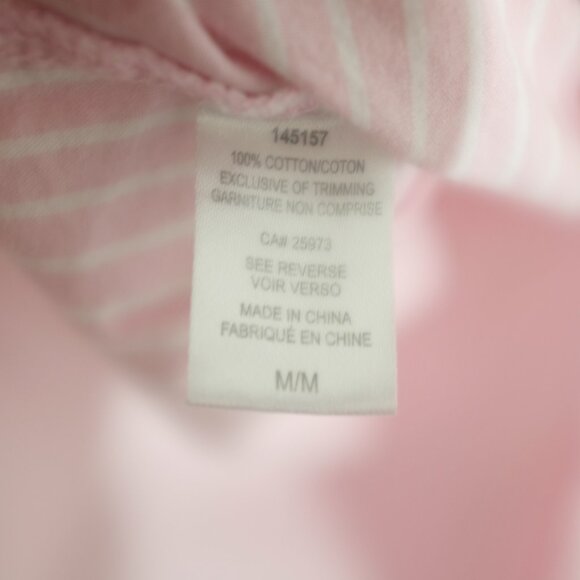 145157
100% COTTON/COTON
EXCLUSIVE OF TRIMMING
GARNITURE NON COMPRISE
CA# 25973
SEE REVERSE
VOIR VERSO
MADE IN CHINA
FABRIQUÉ EN CHINE
M/M